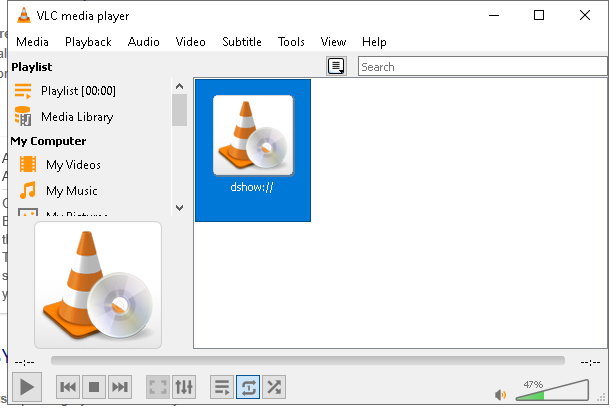 VLC media player
Media Playback Audio Video Subtitle Tools View Help
Playlist
Search
Playlist [00:00]
Media Library
My Computer
My Videos
My Music
My Pictures
dshow://
--:-- --:--
47%